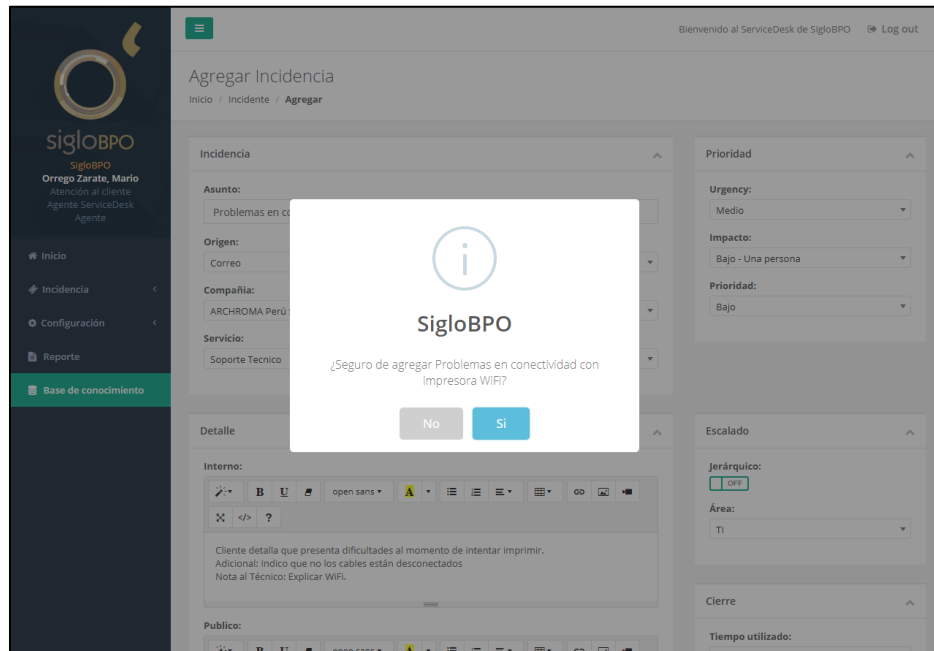 Bienvenido al ServiceDesk de SigloBPO Log out
sigloBPO
SigloBPO
Orrego Zarate, Mario
Atención al cliente
Agente ServiceDesk
Agente
Inicio
Incidencia
Configuración
Reporte
Base de conocimiento
Agregar Incidencia
Inicio / Incidente / Agregar
Incidencia
Asunto:
Problemas en
Origen:
Correo
Compañia:
ARCHROMA Perú
Servicio:
Soporte Tecnico
SigloBPO
¿Seguro de agregar Problemas en conectividad con
impresora WIFI?
No Si
Prioridad
Urgency:
Medio
Impacto:
Bajo - Una persona
Prioridad:
Bajo
Detalle
Interno:
B U open sans A
</> ?
Cliente detalla que presenta dificultades al momento de intentar imprimir.
Adicional: Indico que no los cables están desconectados
Nota al Técnico: Explicar WiFi.
Publico:
B U open sans A
Escalado
Jerárquico:
OFF
Área:
TI
Cierre
Tiempo utilizado: